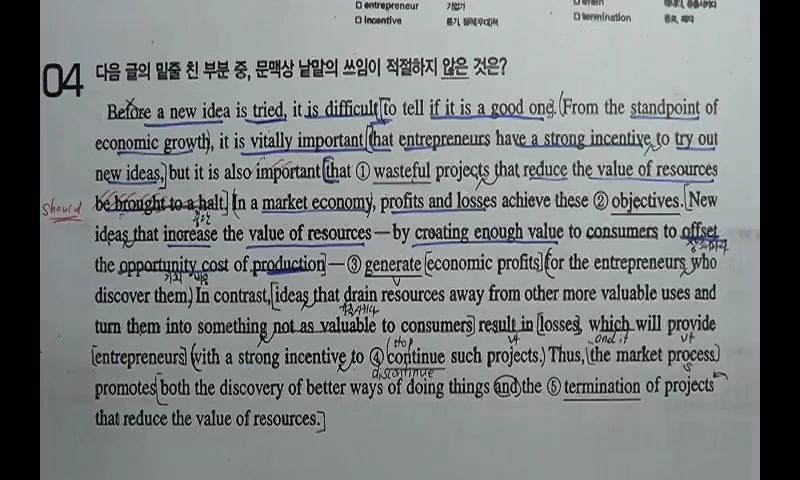 □ entrepreneur 기업가
□ incentive
□ termination
04 다음 글의 밑줄 친 부분 중, 문맥상 낱말의 쓰임이 적절하지 않은 것은?
Before a new idea is tried, it is difficult to tell if it is a good one. From the standpoint of
economic growth, it is vitally important that entrepreneurs have a strong incentive to try out
new ideas, but it is also important that ① wasteful projects that reduce the value of resources
should be brought to a halt. In a market economy, profits and losses achieve these ② objectives. New
ideas that increase the value of resources — by creating enough value to consumers to offset
the opportunity cost of production — ③ generate economic profits for the entrepreneurs who
기회 비용
discover them. In contrast, ideas that drain resources away from other more valuable uses and
turn them into something not as valuable to consumers result in losses, which will provide
stop vt and it vt
entrepreneurs with a strong incentive to ④ continue such projects. Thus, the market process
discontinue s
promotes both the discovery of better ways of doing things and the ⑤ termination of projects
that reduce the value of resources.